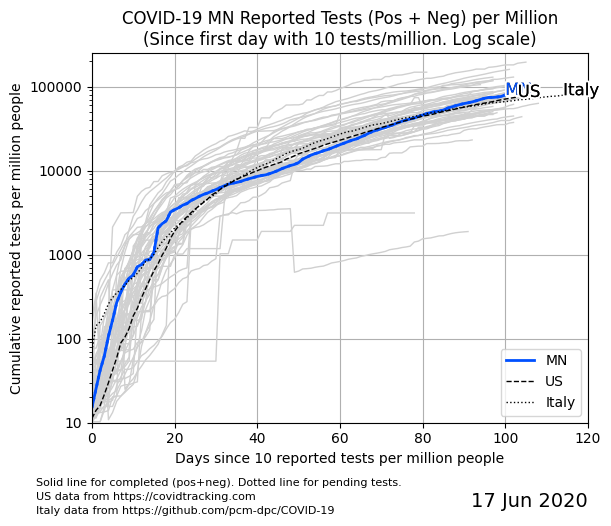 COVID-19 MN Reported Tests (Pos + Neg) per Million
(Since first day with 10 tests/million. Log scale)
Cumulative reported tests per million people
100000
10000
1000
100
10
MN
US
Italy
MN
US
Italy
0
20
40
60
80
100
120
Days since 10 reported tests per million people
Solid line for completed (pos+neg). Dotted line for pending tests.
US data from https://covidtracking.com
Italy data from https://github.com/pcm-dpc/COVID-19
17 Jun 2020